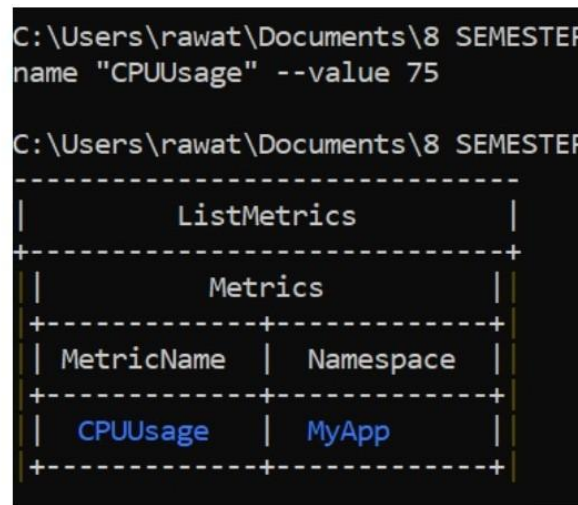 C:\Users\rawat\Documents\8 SEMESTER
name "CPUUsage" --value 75
C:\Users\rawat\Documents\8 SEMESTER
-------------------------------
|         ListMetrics         |
+-----------------------------+
||          Metrics          ||
|+-------------+-------------+|
|| MetricName  |  Namespace  ||
|+-------------+-------------+|
||  CPUUsage   |  MyApp      ||
|+-------------+-------------+|